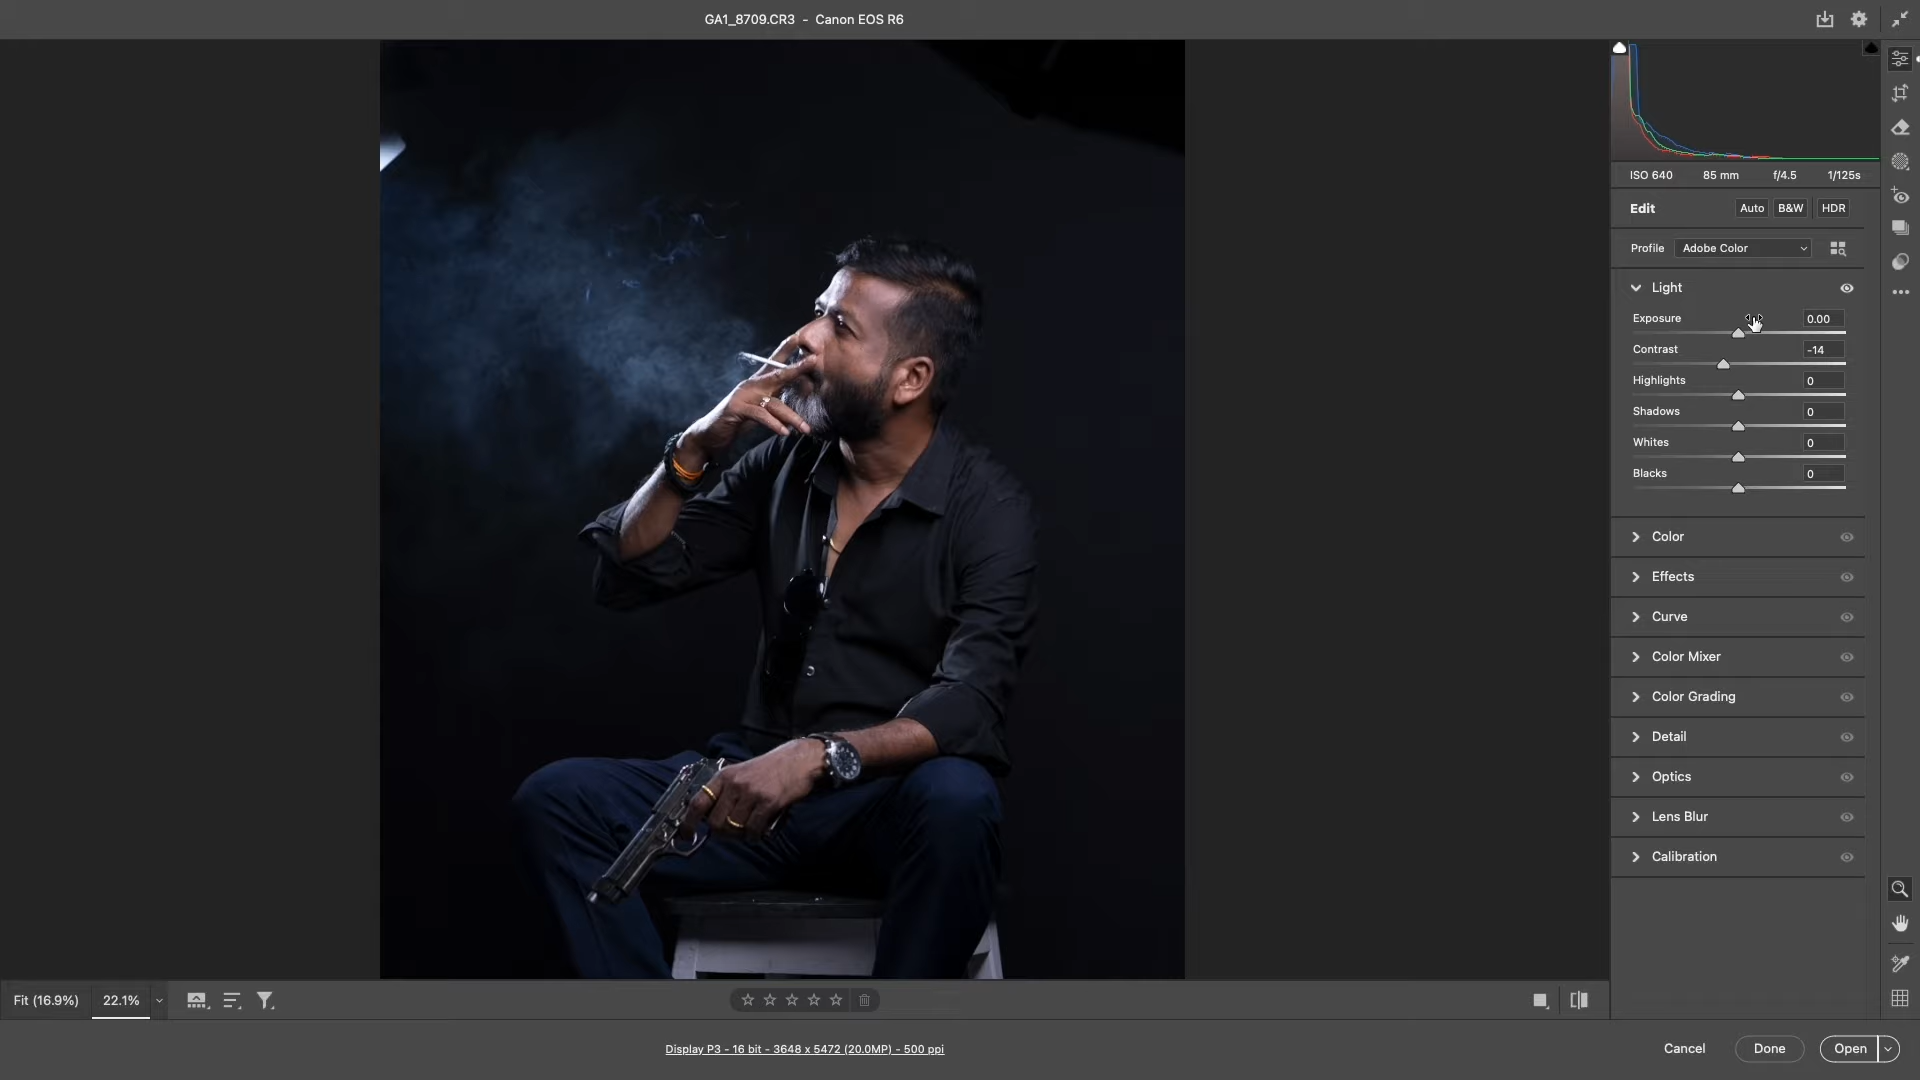 GA1_8709.CR3 - Canon EOS R6
ISO 640 85 mm f/4.5 1/125s
Edit Auto B&W HDR
Profile Adobe Color
Light
Exposure 0.00
Contrast -14
Highlights 0
Shadows 0
Whites 0
Blacks 0
Color
Effects
Curve
Color Mixer
Color Grading
Detail
Optics
Lens Blur
Calibration
Fit (16.9%) 22.1%
Display P3 - 16 bit - 3648 x 5472 (20.0MP) - 500 ppi
Cancel Done Open